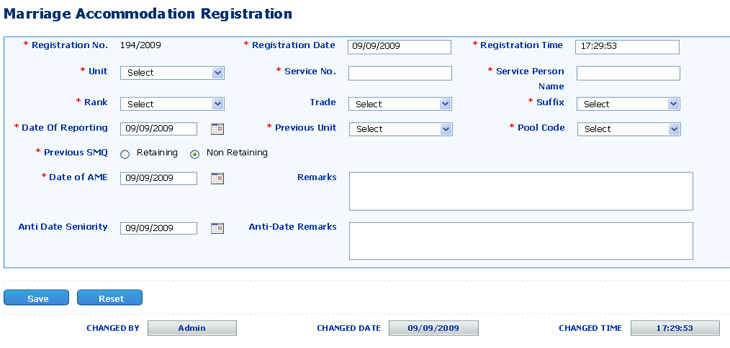 Marriage Accommodation Registration
* Registration No. 194/2009 * Registration Date 09/09/2009 * Registration Time 17:29:53
* Unit Select * Service No. * Service Person Name
* Rank Select Trade Select * Suffix Select
* Date Of Reporting 09/09/2009 * Previous Unit Select * Pool Code Select
* Previous SMQ Retaining Non Retaining
* Date of AME 09/09/2009 Remarks
Anti Date Seniority 09/09/2009 Anti-Date Remarks
Save Reset
CHANGED BY Admin CHANGED DATE 09/09/2009 CHANGED TIME 17:29:53